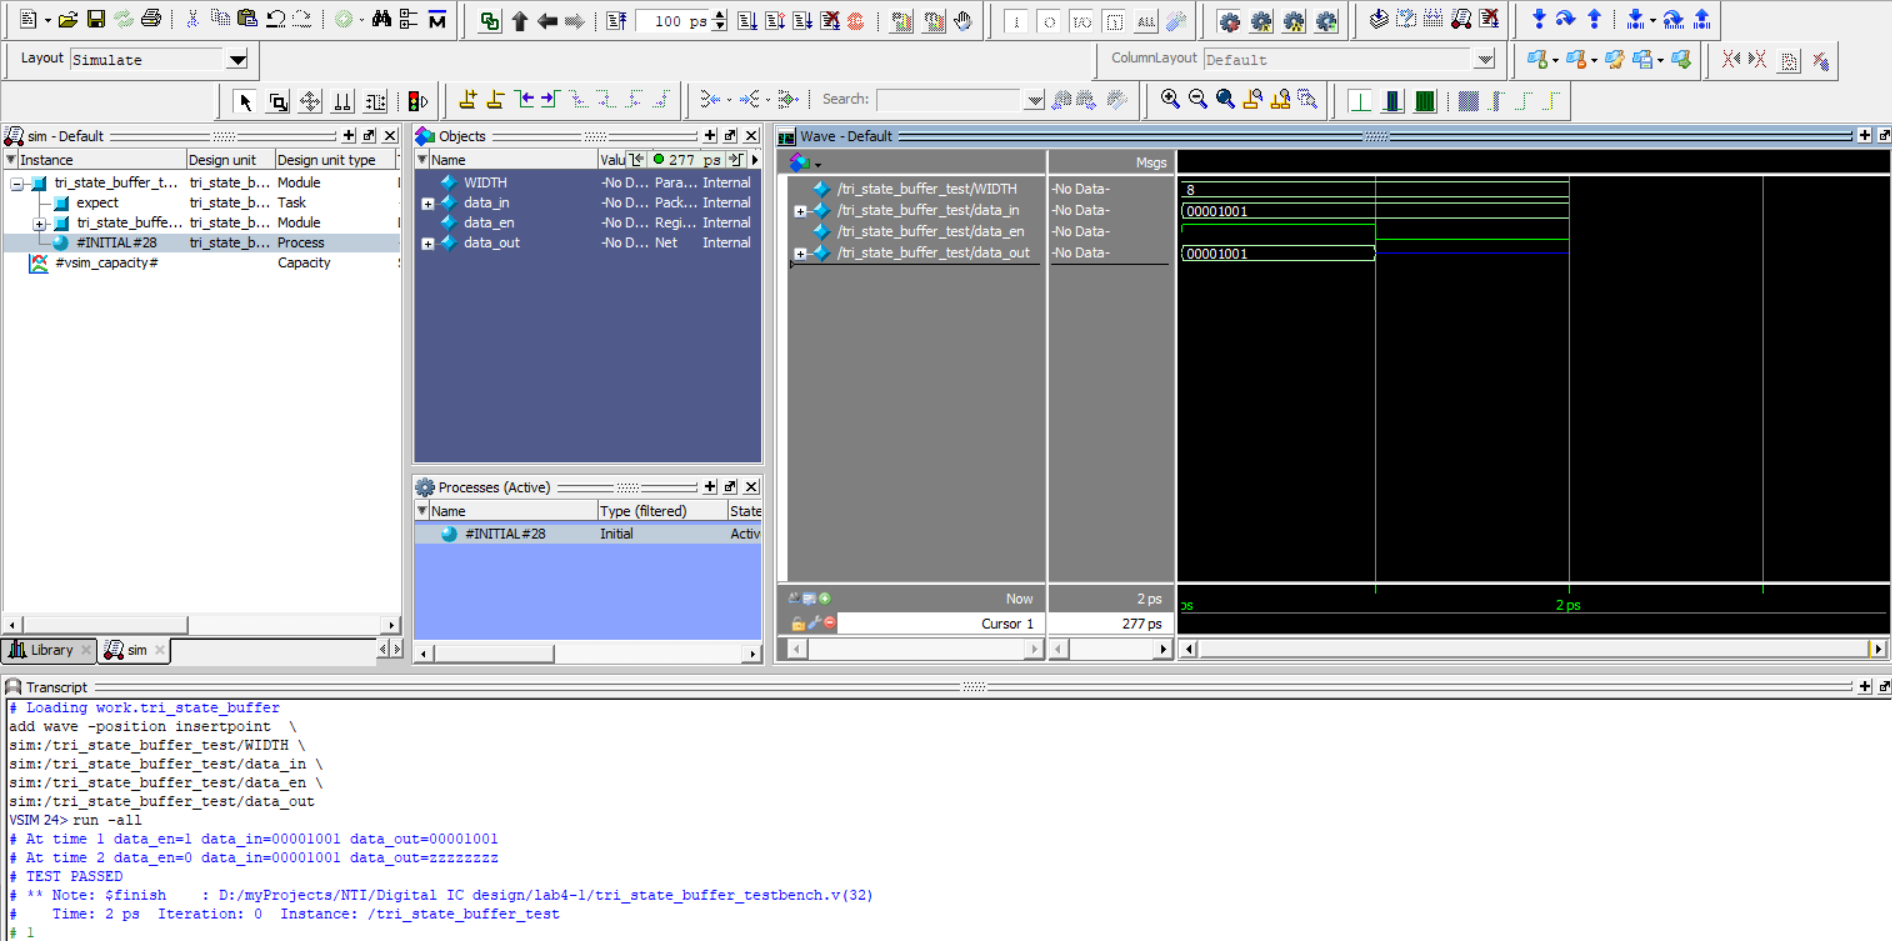 100 ps
Layout Simulate
ColumnLayout Default
Search:
sim - Default
Instance Design unit Design unit type
tri_state_buffer_t... tri_state_b... Module
expect tri_state_b... Task
tri_state_buffe... tri_state_b... Module
#INITIAL#28 tri_state_b... Process
#vsim_capacity# Capacity
Library sim
Objects
Name Valu 277 ps
WIDTH -No D... Para... Internal
data_in -No D... Pack... Internal
data_en -No D... Regi... Internal
data_out -No D... Net Internal
Processes (Active)
Name Type (filtered) State
#INITIAL#28 Initial Activ
Wave - Default
Msgs
/tri_state_buffer_test/WIDTH -No Data- 8
/tri_state_buffer_test/data_in -No Data- 00001001
/tri_state_buffer_test/data_en -No Data-
/tri_state_buffer_test/data_out -No Data- 00001001
Now 2 ps ps 2 ps
Cursor 1 277 ps
Transcript
# Loading work.tri_state_buffer
add wave -position insertpoint \
sim:/tri_state_buffer_test/WIDTH \
sim:/tri_state_buffer_test/data_in \
sim:/tri_state_buffer_test/data_en \
sim:/tri_state_buffer_test/data_out
VSIM 24> run -all
# At time 1 data_en=1 data_in=00001001 data_out=00001001
# At time 2 data_en=0 data_in=00001001 data_out=zzzzzzzz
# TEST PASSED
# ** Note: $finish : D:/myProjects/NTI/Digital IC design/lab4-1/tri_state_buffer_testbench.v(32)
# Time: 2 ps Iteration: 0 Instance: /tri_state_buffer_test
# 1